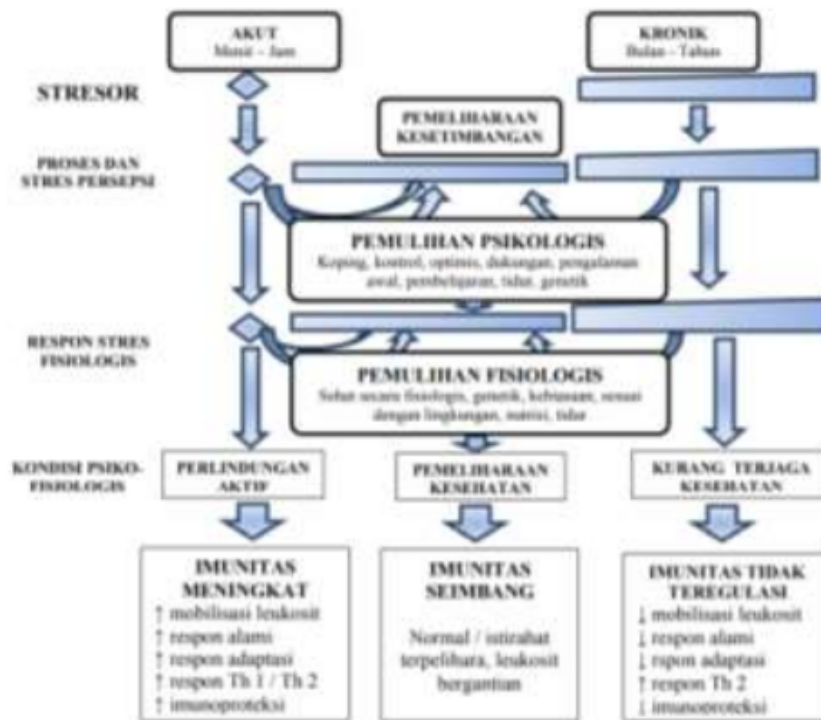 AKUT
Menit – Jam
KRONIK
Bulan - Tahun
STRESOR
PEMELIHARAAN
KESETIMBANGAN
PROSES DAN
STRES PERSEPSI
PEMULIHAN PSIKOLOGIS
Koping, kontrol, optimis, dukungan, pengalaman
awal, pembelajaran, tidur, genetik
RESPON STRES
FISIOLOGIS
PEMULIHAN FISIOLOGIS
Sehat secara fisiologis, genetik, kebiasaan, sesuai
dengan lingkungan, nutrisi, tidur
KONDISI PSIKO-
FISIOLOGIS
PERLINDUNGAN
AKTIF
PEMELIHARAAN
KESEHATAN
KURANG TERJAGA
KESEHATAN
IMUNITAS
MENINGKAT
↑ mobilisasi leukosit
↑ respon alami
↑ respon adaptasi
↑ respon Th 1 / Th 2
↑ imunoproteksi
IMUNITAS
SEIMBANG
Normal / istirahat
terpelihara, leukosit
bergantian
IMUNITAS TIDAK
TEREGULASI
↓ mobilisasi leukosit
↓ respon alami
↓ rspon adaptasi
↑ respon Th 2
↓ imunoproteksi